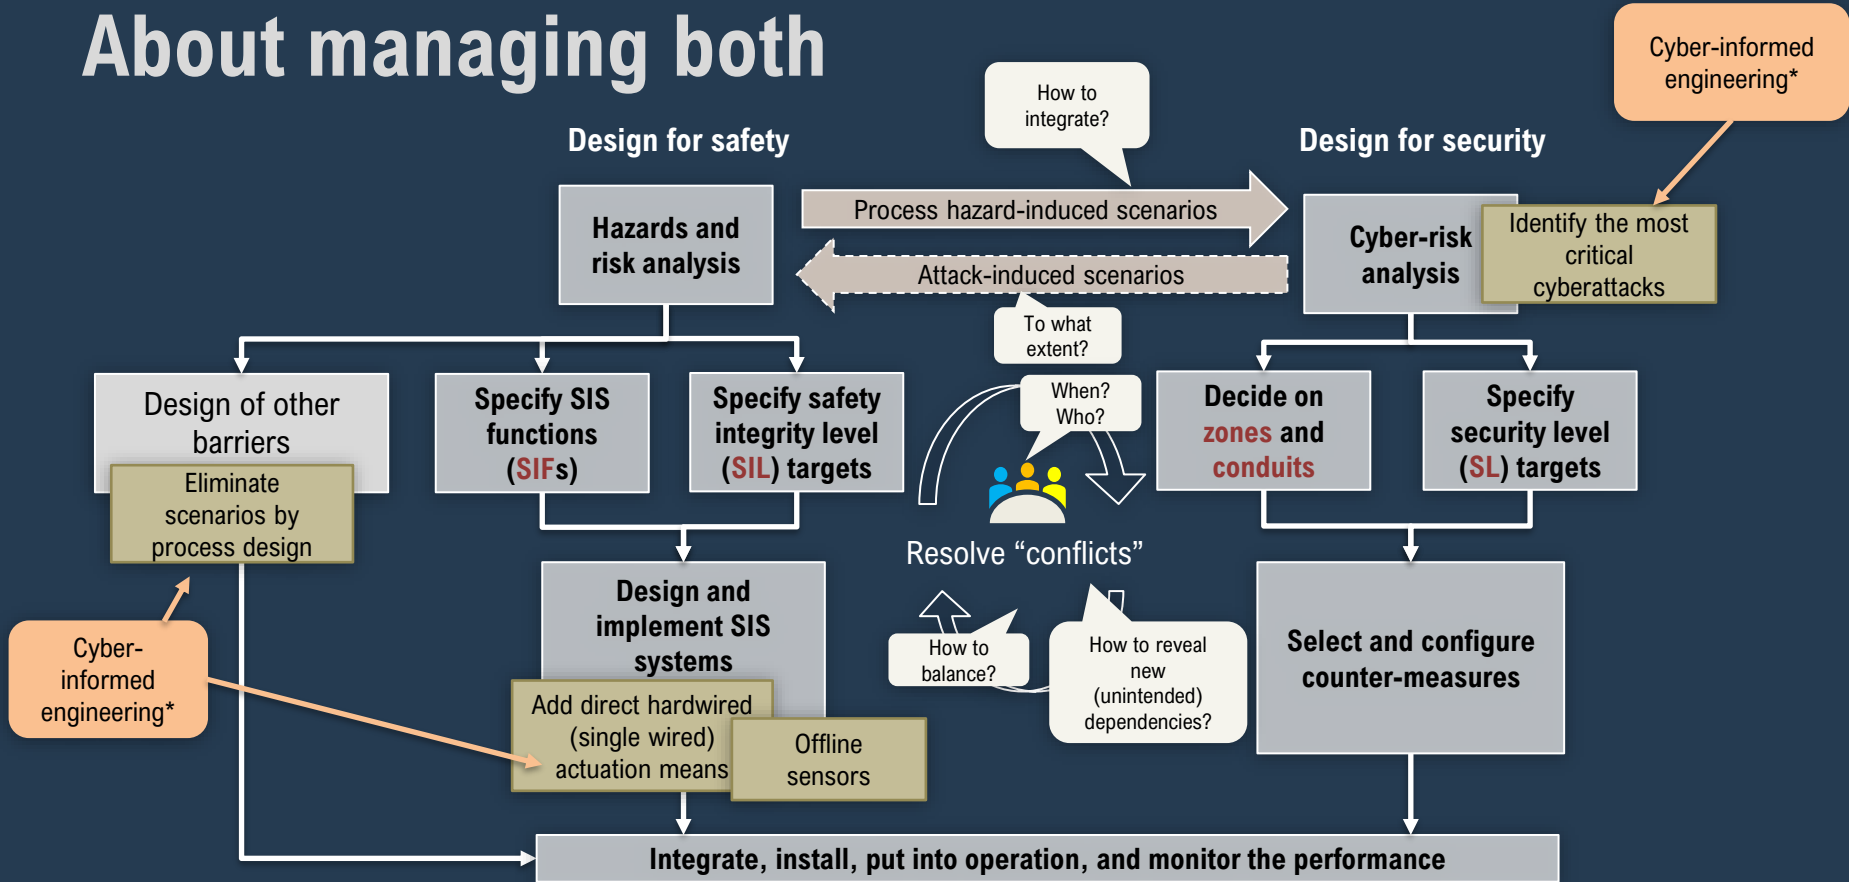 About managing both
Cyber-informed
engineering*
How to
integrate?
Design for safety
Design for security
Hazards and
risk analysis
Process hazard-induced scenarios
Attack-induced scenarios
Cyber-risk
analysis
Identify the most
critical
cyberattacks
To what
extent?
Design of other
barriers
Specify SIS
functions
(SIFs)
Specify safety
integrity level
(SIL) targets
When?
Who?
Decide on
zones and
conduits
Specify
security level
(SL) targets
Eliminate
scenarios by
process design
Resolve “conflicts”
Design and
implement SIS
systems
Cyber-
informed
engineering*
How to
balance?
How to reveal
new
(unintended)
dependencies?
Select and configure
counter-measures
Add direct hardwired
(single wired)
actuation means
Offline
sensors
Integrate, install, put into operation, and monitor the performance